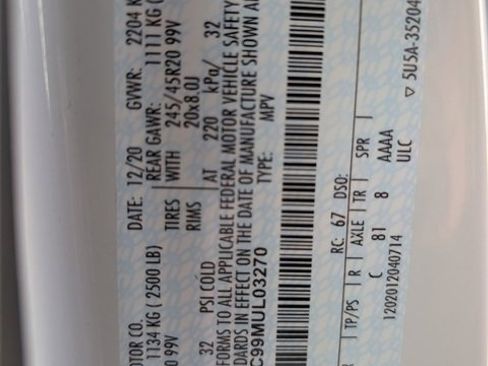 OTOR CO. DATE: 12/20 GVWR: 2204 K
1134 KG ( 2500 LB) REAR GAWR: 1111 KG (
0 99V TIRES WITH 245/45R20 99V
RIMS 20x8.0J
32 PSI COLD AT 220 kPa/ 32
FORMS TO ALL APPLICABLE FEDERAL MOTOR VEHICLE SAFETY
DARDS IN EFFECT ON THE DATE OF MANUFACTURE SHOWN A
C99MUL03270 TYPE: MPV
RC: 67 DSO:
TP/PS R AXLE TR SPR
C 81 8 AAAA
1202012040714 ULC
▽ 5U5A-35204